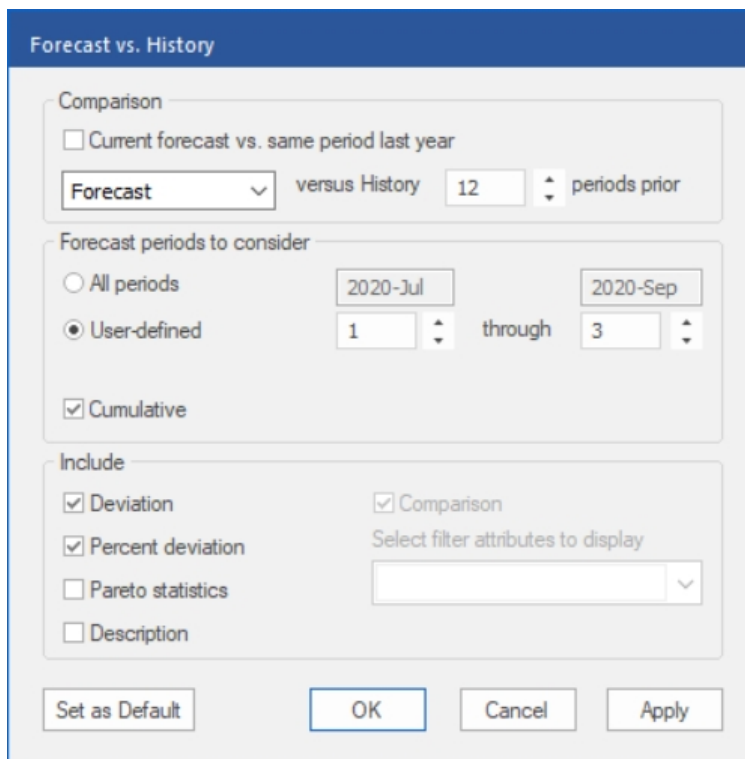 Forecast vs. History
Comparison
Current forecast vs. same period last year
Forecast versus History 12 periods prior
Forecast periods to consider
All periods 2020-Jul 2020-Sep
User-defined 1 through 3
Cumulative
Include
Deviation Comparison
Percent deviation Select filter attributes to display
Pareto statistics
Description
Set as Default OK Cancel Apply